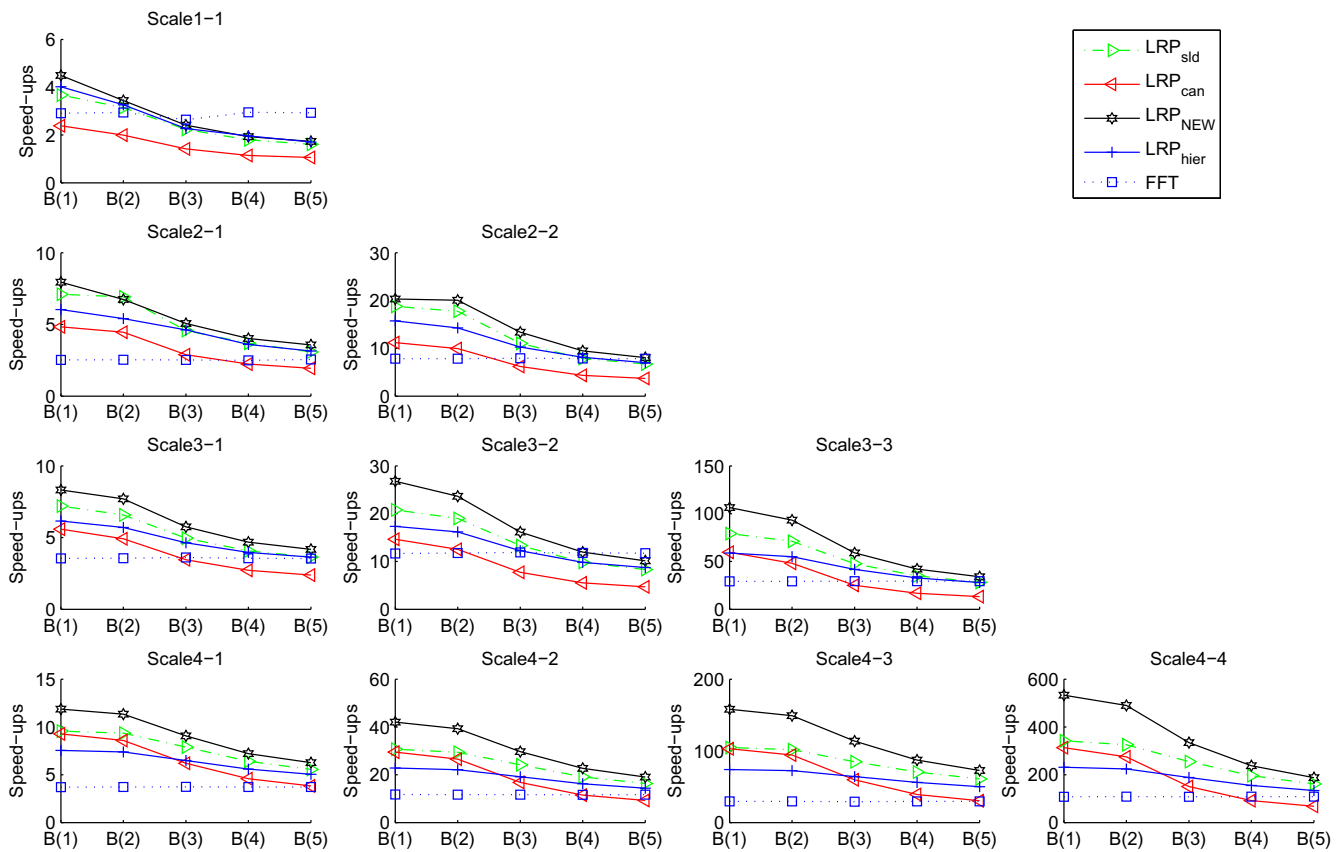 Scale1−1
Speed−ups
6
4
2
0
B(1) B(2) B(3) B(4) B(5)
LRP_sld
LRP_can
LRP_NEW
LRP_hier
FFT
Scale2−1
Speed−ups
10
5
0
B(1) B(2) B(3) B(4) B(5)
Scale2−2
Speed−ups
30
20
10
0
B(1) B(2) B(3) B(4) B(5)
Scale3−1
Speed−ups
10
5
0
B(1) B(2) B(3) B(4) B(5)
Scale3−2
Speed−ups
30
20
10
0
B(1) B(2) B(3) B(4) B(5)
Scale3−3
Speed−ups
150
100
50
0
B(1) B(2) B(3) B(4) B(5)
Scale4−1
Speed−ups
15
10
5
0
B(1) B(2) B(3) B(4) B(5)
Scale4−2
Speed−ups
60
40
20
0
B(1) B(2) B(3) B(4) B(5)
Scale4−3
Speed−ups
200
100
0
B(1) B(2) B(3) B(4) B(5)
Scale4−4
Speed−ups
600
400
200
0
B(1) B(2) B(3) B(4) B(5)